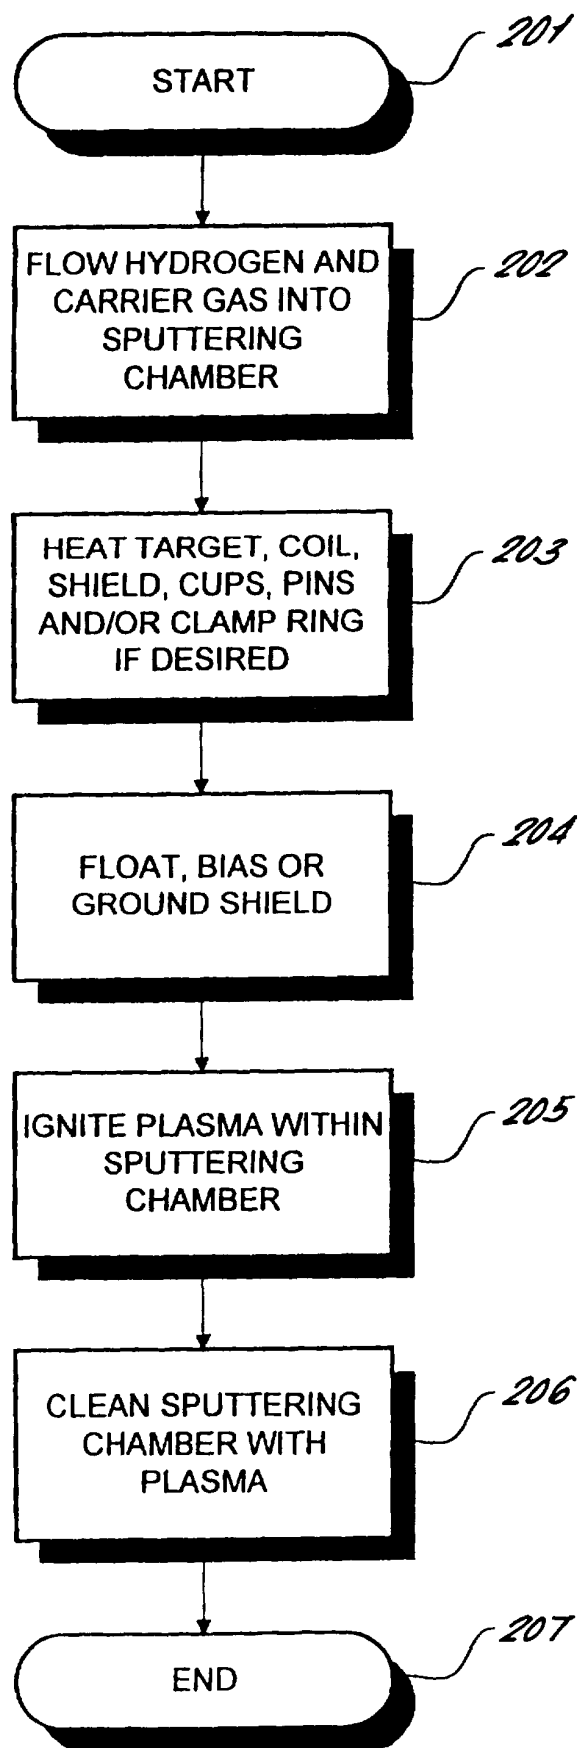 START
201
FLOW HYDROGEN AND
CARRIER GAS INTO
SPUTTERING
CHAMBER
202
HEAT TARGET, COIL,
SHIELD, CUPS, PINS
AND/OR CLAMP RING
IF DESIRED
203
FLOAT, BIAS OR
GROUND SHIELD
204
IGNITE PLASMA WITHIN
SPUTTERING
CHAMBER
205
CLEAN SPUTTERING
CHAMBER WITH
PLASMA
206
END
207